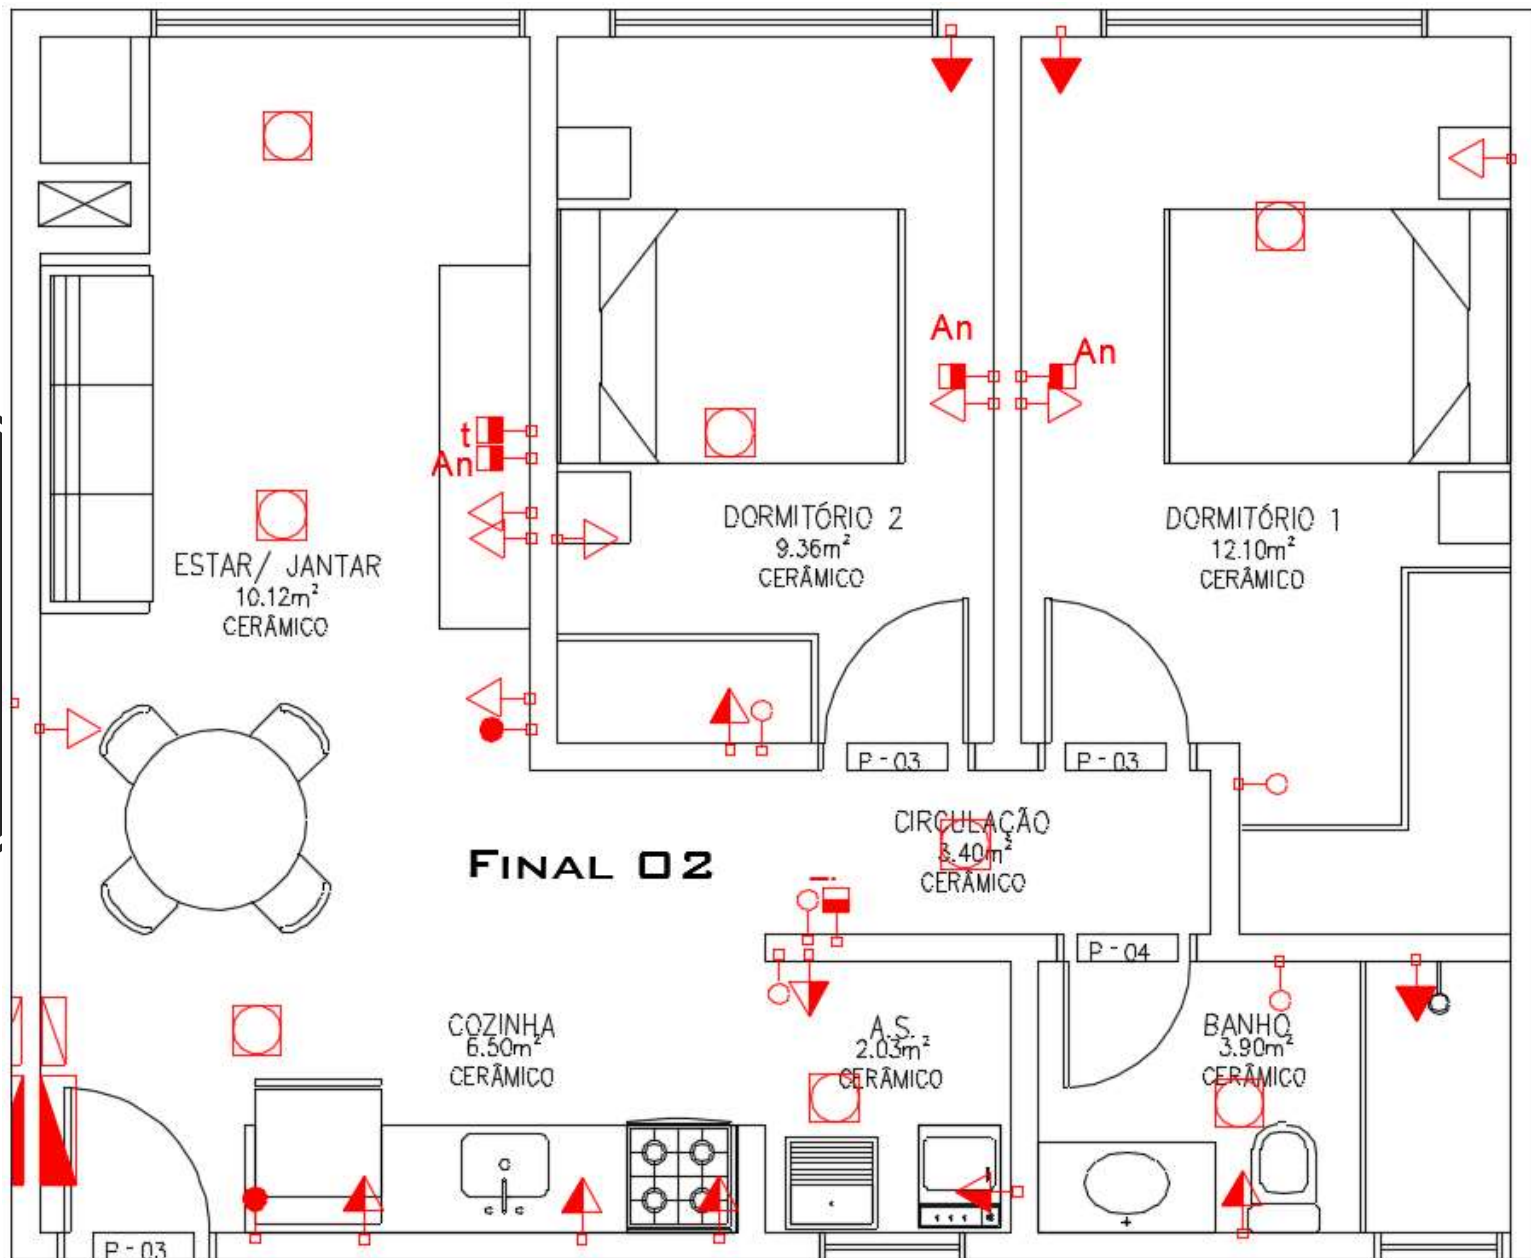 An
An
t
An
DORMITÓRIO 2
9.36m²
CERÂMICO
DORMITÓRIO 1
12.10m²
CERÂMICO
ESTAR/ JANTAR
10.12m²
CERÂMICO
P-03
P-03
CIRCULAÇÃO
3.40m²
CERÂMICO
FINAL 02
P-04
COZINHA
6.50m²
CERÂMICO
A.S.
2.03m²
CERÂMICO
BANHO
3.90m²
CERÂMICO
P-03